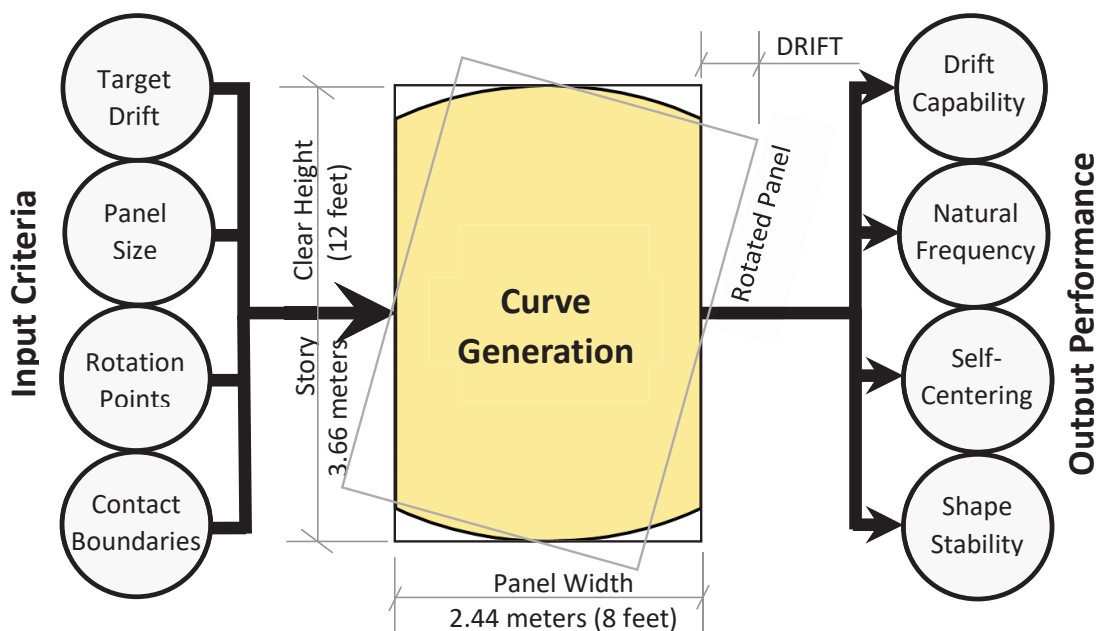 Input Criteria
Target
Drift
Panel
Size
Rotation
Points
Contact
Boundaries
Story Clear Height
3.66 meters (12 feet)
Curve
Generation
DRIFT
Rotated Panel
Panel Width
2.44 meters (8 feet)
Drift
Capability
Natural
Frequency
Self-
Centering
Shape
Stability
Output Performance